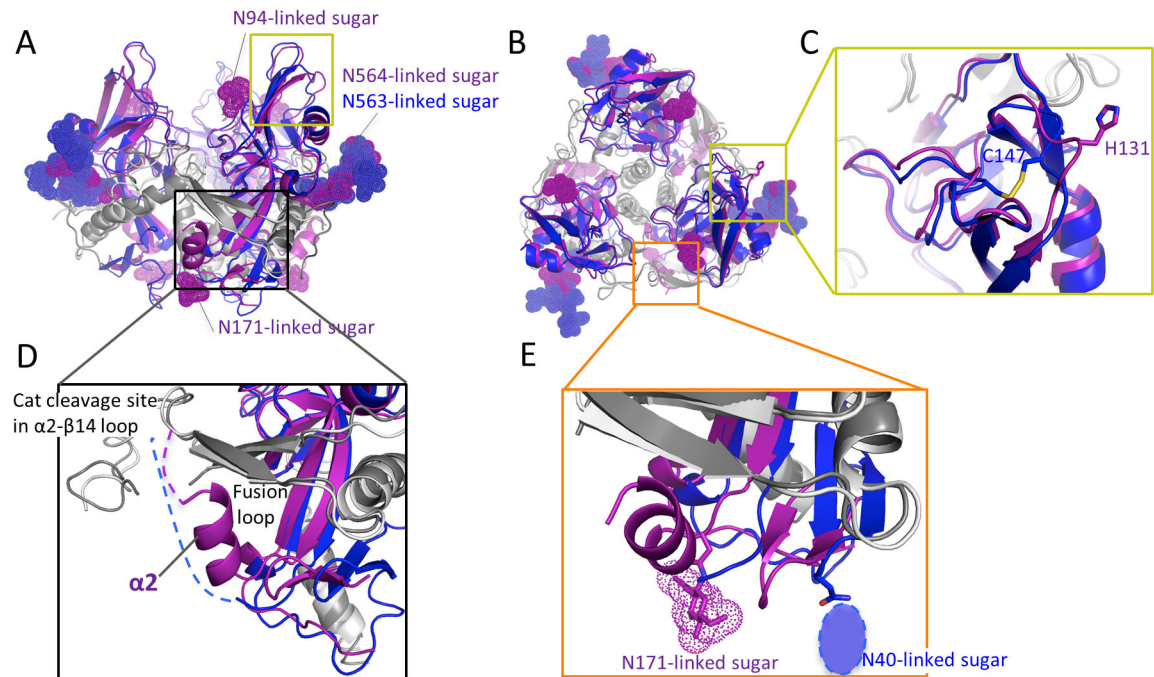 A
N94-linked sugar
N564-linked sugar
N563-linked sugar
N171-linked sugar
B
C
C147
H131
D
Cat cleavage site
in α2-β14 loop
Fusion
loop
α2
E
N171-linked sugar
N40-linked sugar